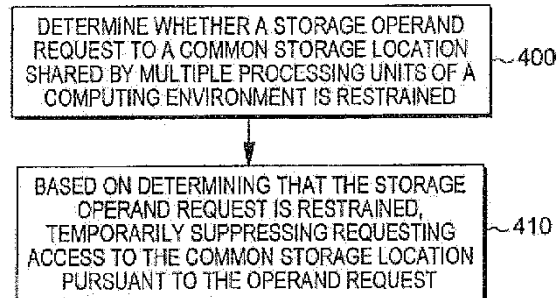 DETERMINE WHETHER A STORAGE OPERAND
REQUEST TO A COMMON STORAGE LOCATION
SHARED BY MULTIPLE PROCESSING UNITS OF A
COMPUTING ENVIRONMENT IS RESTRAINED
400
BASED ON DETERMINING THAT THE STORAGE
OPERAND REQUEST IS RESTRAINED,
TEMPORARILY SUPPRESSING REQUESTING
ACCESS TO THE COMMON STORAGE LOCATION
PURSUANT TO THE OPERAND REQUEST
410